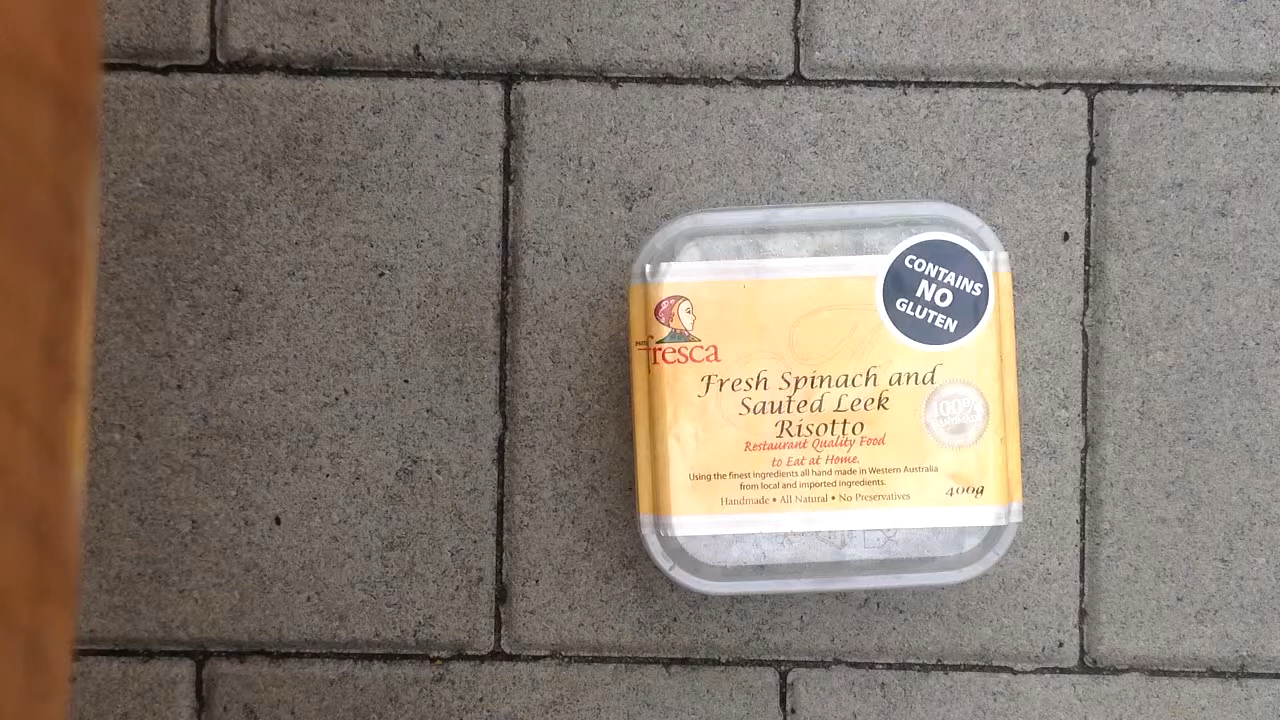 CONTAINS
NO
GLUTEN
fresca
Fresh Spinach and
Sauted Leek
Risotto
100%
Restaurant Quality Food
to Eat at Home.
Using the finest ingredients all hand made in Western Australia
from local and imported ingredients.
Handmade • All Natural • No Preservatives
400g